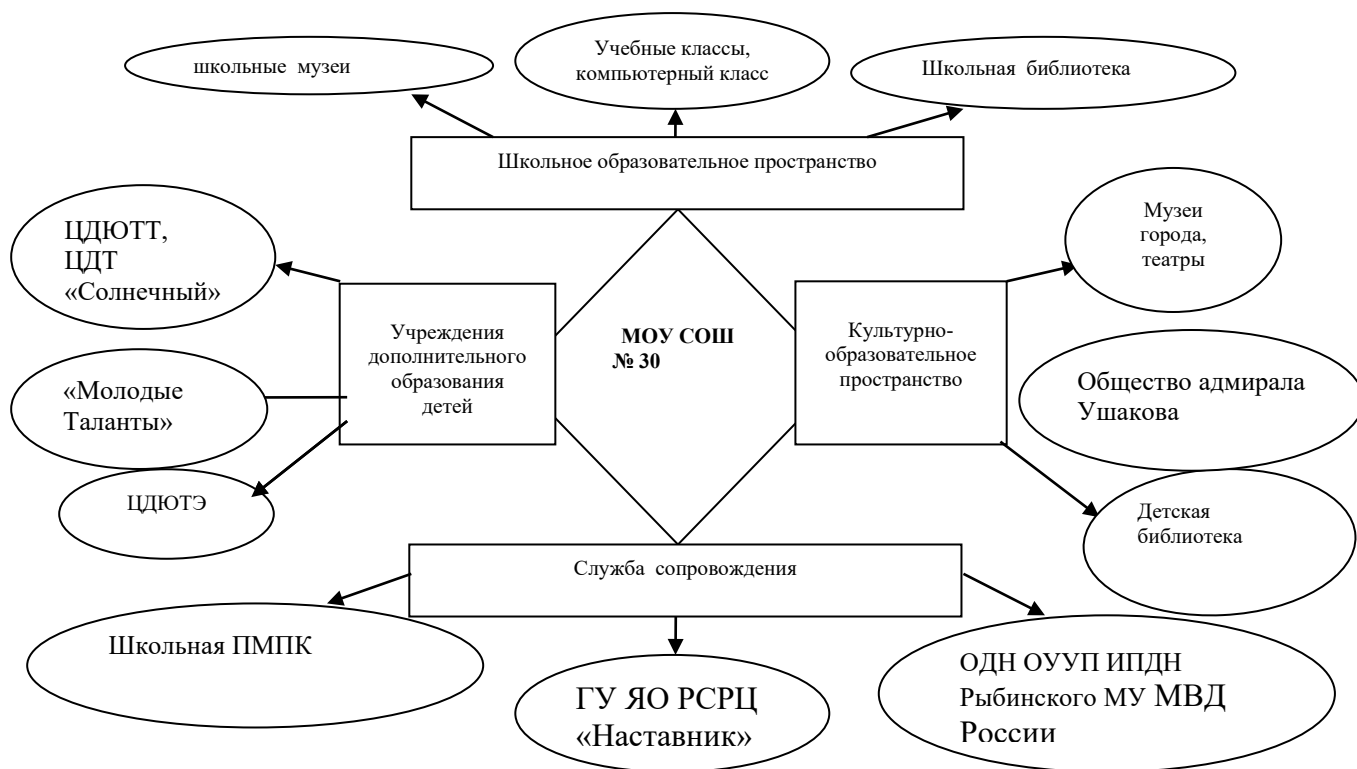 школьные музеи
Учебные классы,
компьютерный класс
Школьная библиотека
Школьное образовательное пространство
ЦДЮТТ,
ЦДТ
«Солнечный»
Музеи
города,
театры
Учреждения
дополнительного
образования
детей
МОУ СОШ
№ 30
Культурно-
образовательное
пространство
«Молодые
Таланты»
Общество адмирала
Ушакова
ЦДЮТЭ
Детская
библиотека
Служба сопровождения
Школьная ПМПК
ГУ ЯО РСРЦ
«Наставник»
ОДН ОУУП ИПДН
Рыбинского МУ МВД
России